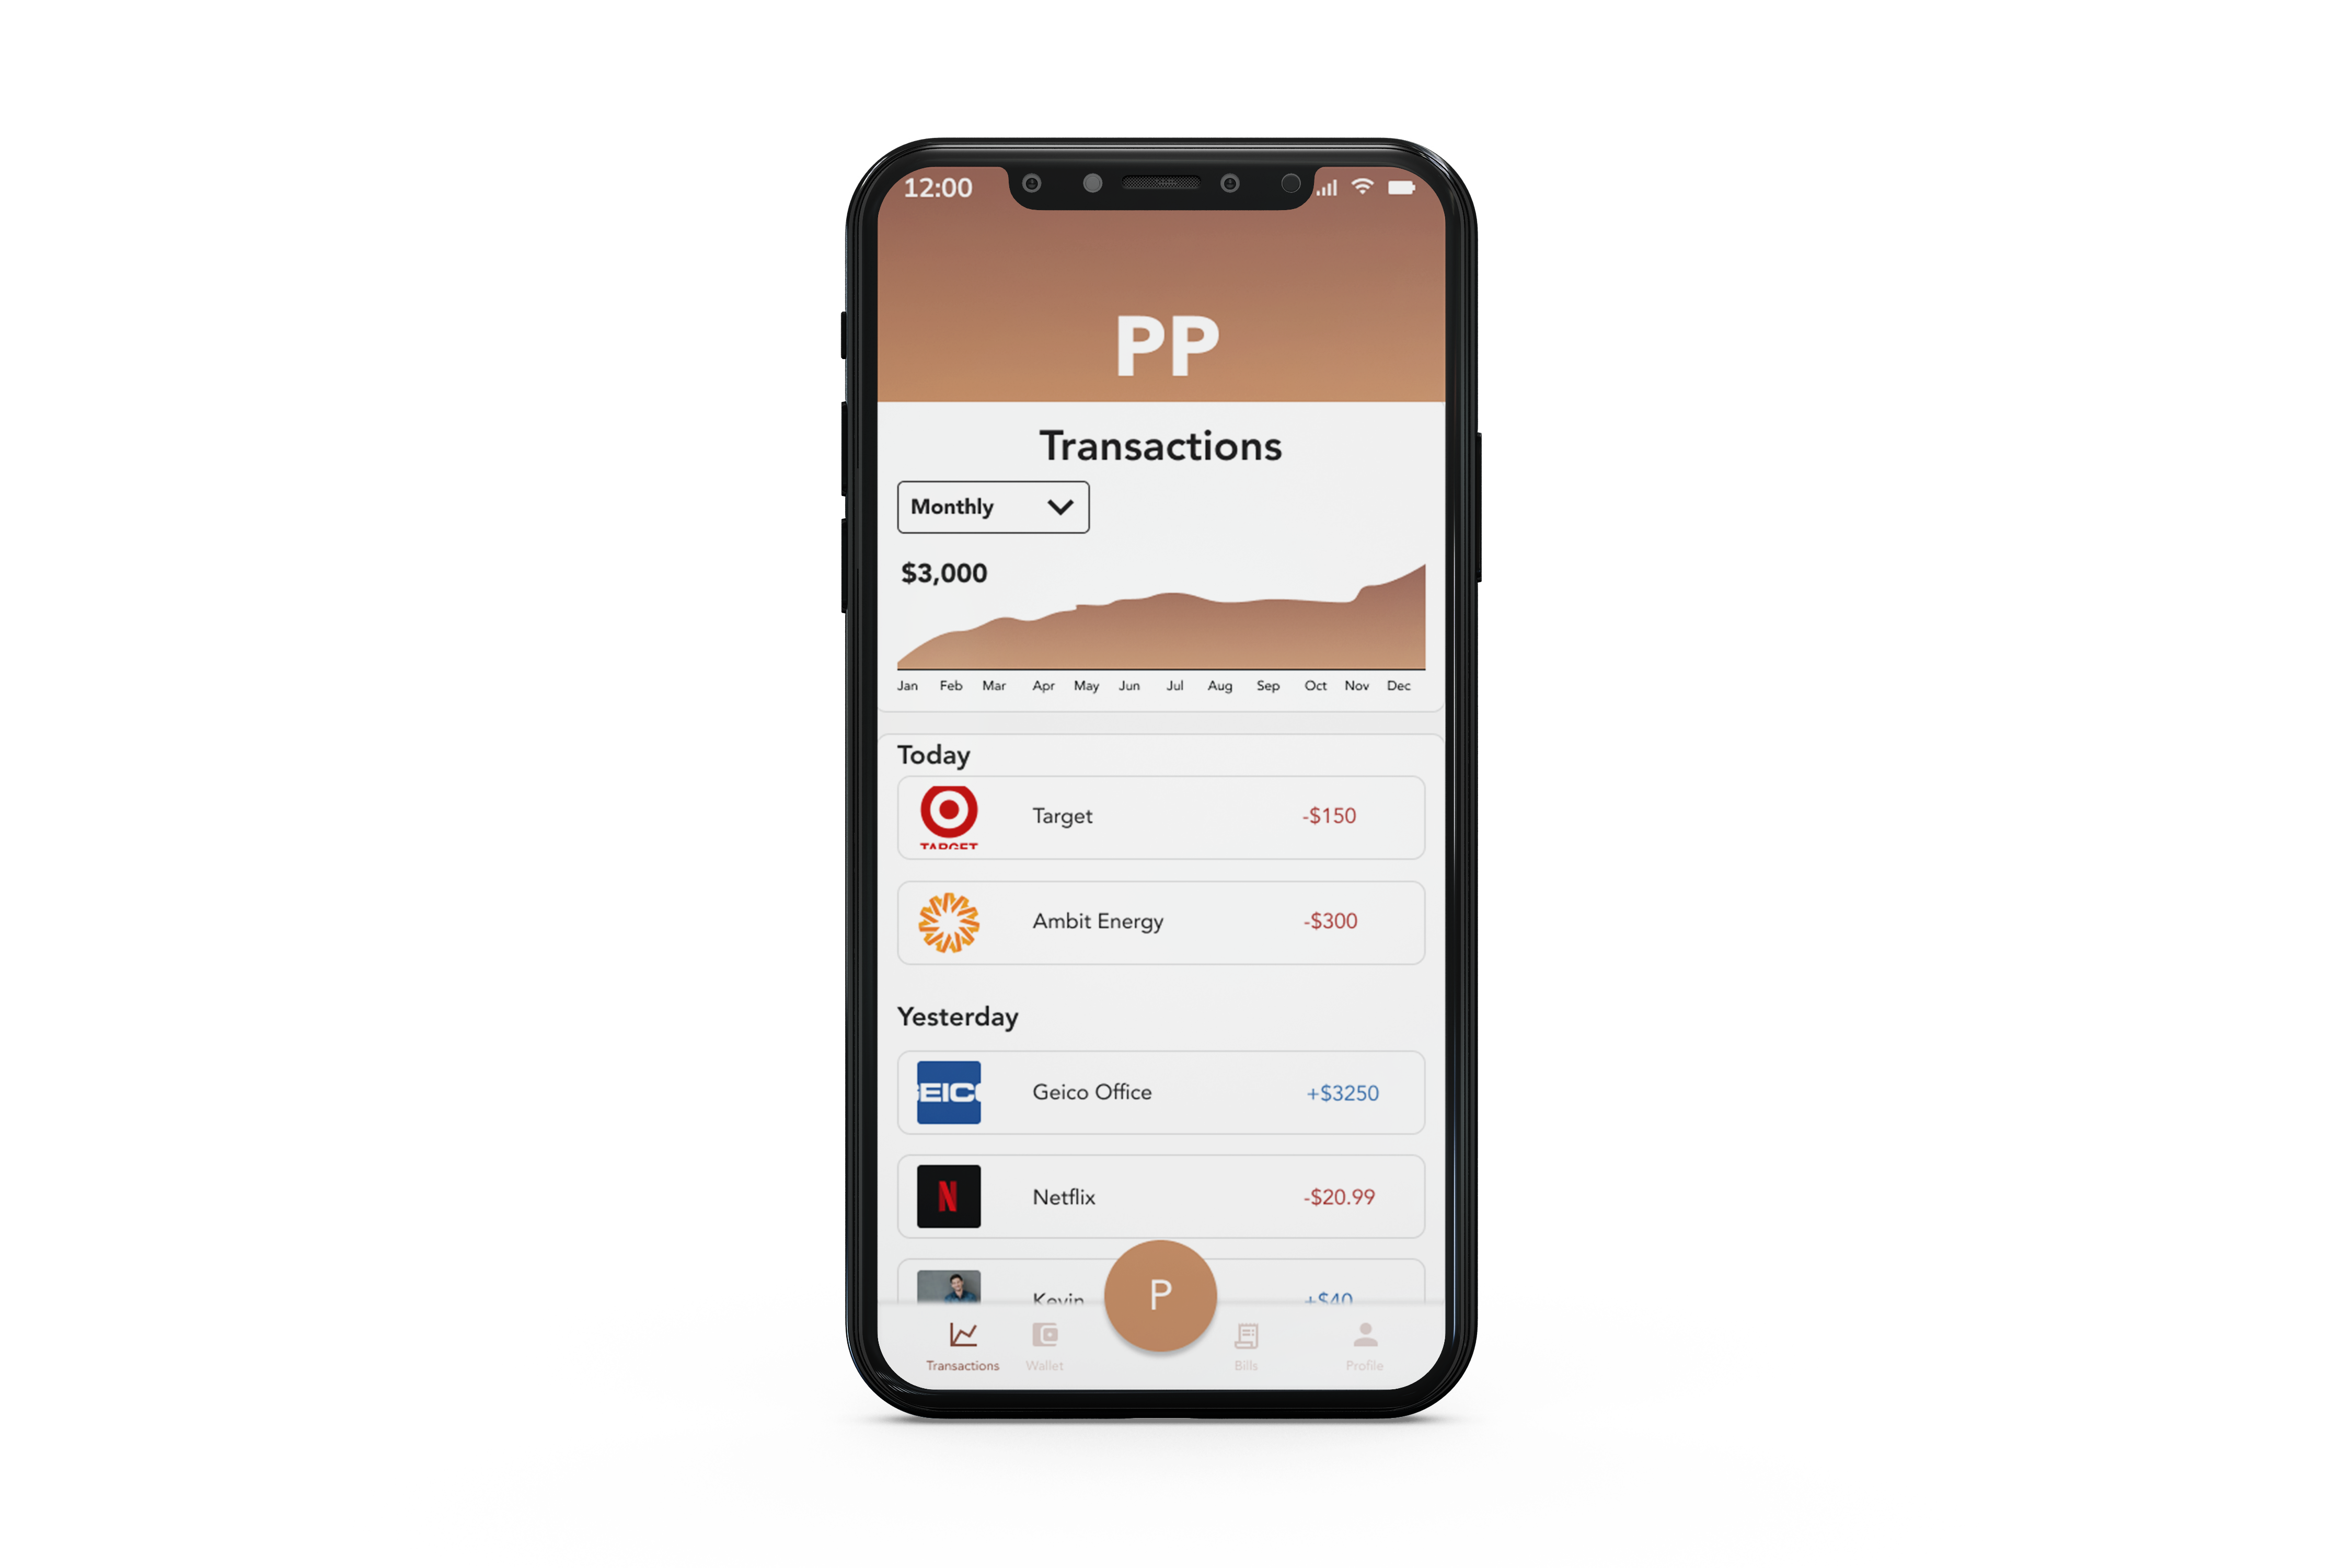 12:00
PP
Transactions
Monthly
$3,000
Jan Feb Mar Apr May Jun Jul Aug Sep Oct Nov Dec
Today
TARGET
Target -$150
Ambit Energy -$300
Yesterday
GEICO
Geico Office +$3250
N
Netflix -$20.99
Kevin +$40
P
Transactions Wallet Bills Profile